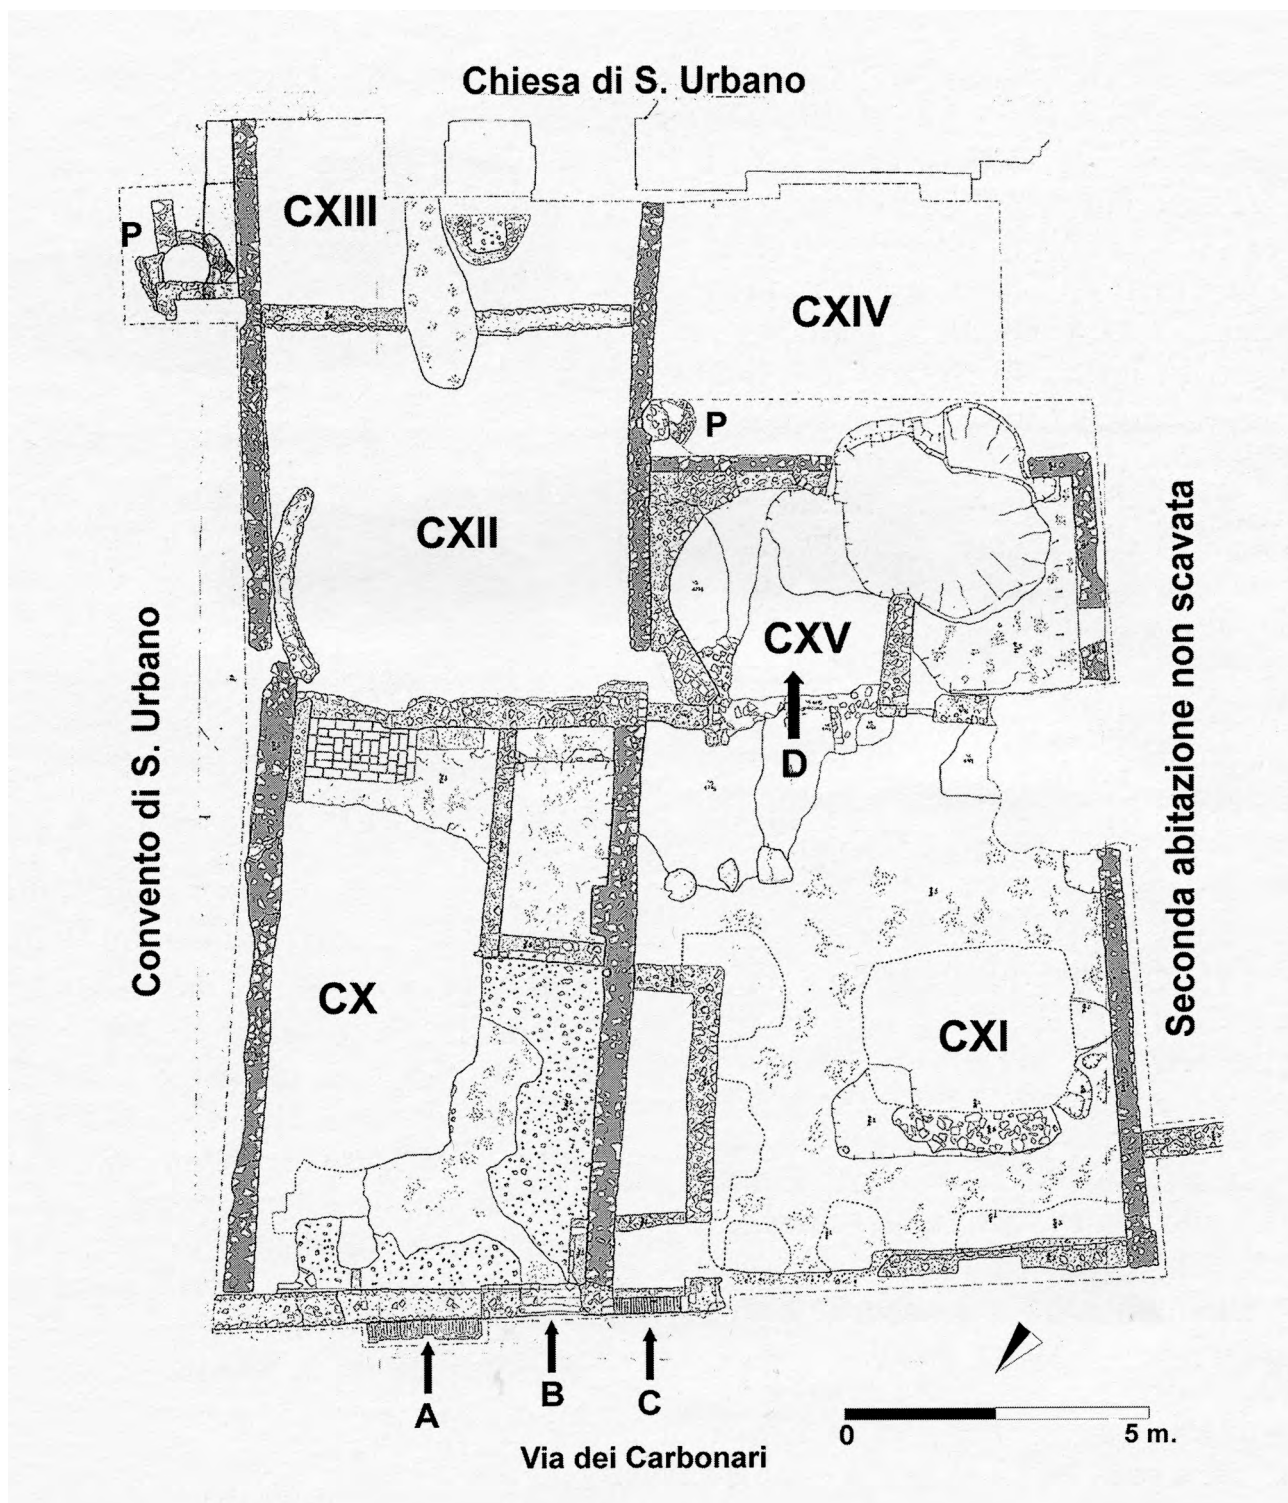 Chiesa di S. Urbano
CXIII
P
CXIV
P
CXII
CXV
D
Convento di S. Urbano
Seconda abitazione non scavata
CX
CXI
A
B
C
0
5 m.
Via dei Carbonari